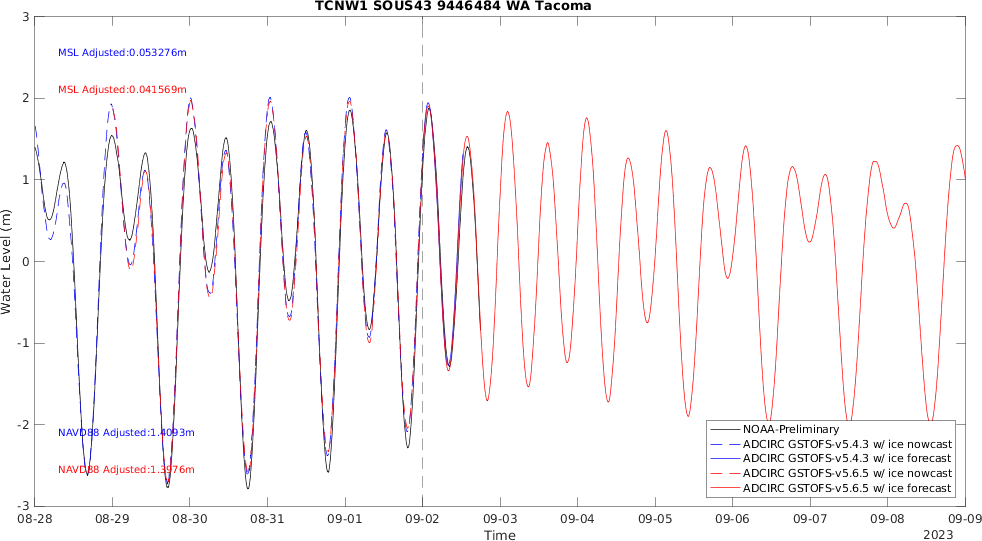 TCNW1 SOUS43 9446484 WA Tacoma
MSL Adjusted:0.053276m
MSL Adjusted:0.041569m
NAVD88 Adjusted:1.4093m
NAVD88 Adjusted:1.3976m
Water Level (m)
3
2
1
0
-1
-2
-3
NOAA-Preliminary
ADCIRC GSTOFS-v5.4.3 w/ ice nowcast
ADCIRC GSTOFS-v5.4.3 w/ ice forecast
ADCIRC GSTOFS-v5.6.5 w/ ice nowcast
ADCIRC GSTOFS-v5.6.5 w/ ice forecast
08-28 08-29 08-30 08-31 09-01 09-02 09-03 09-04 09-05 09-06 09-07 09-08 09-09
Time
2023